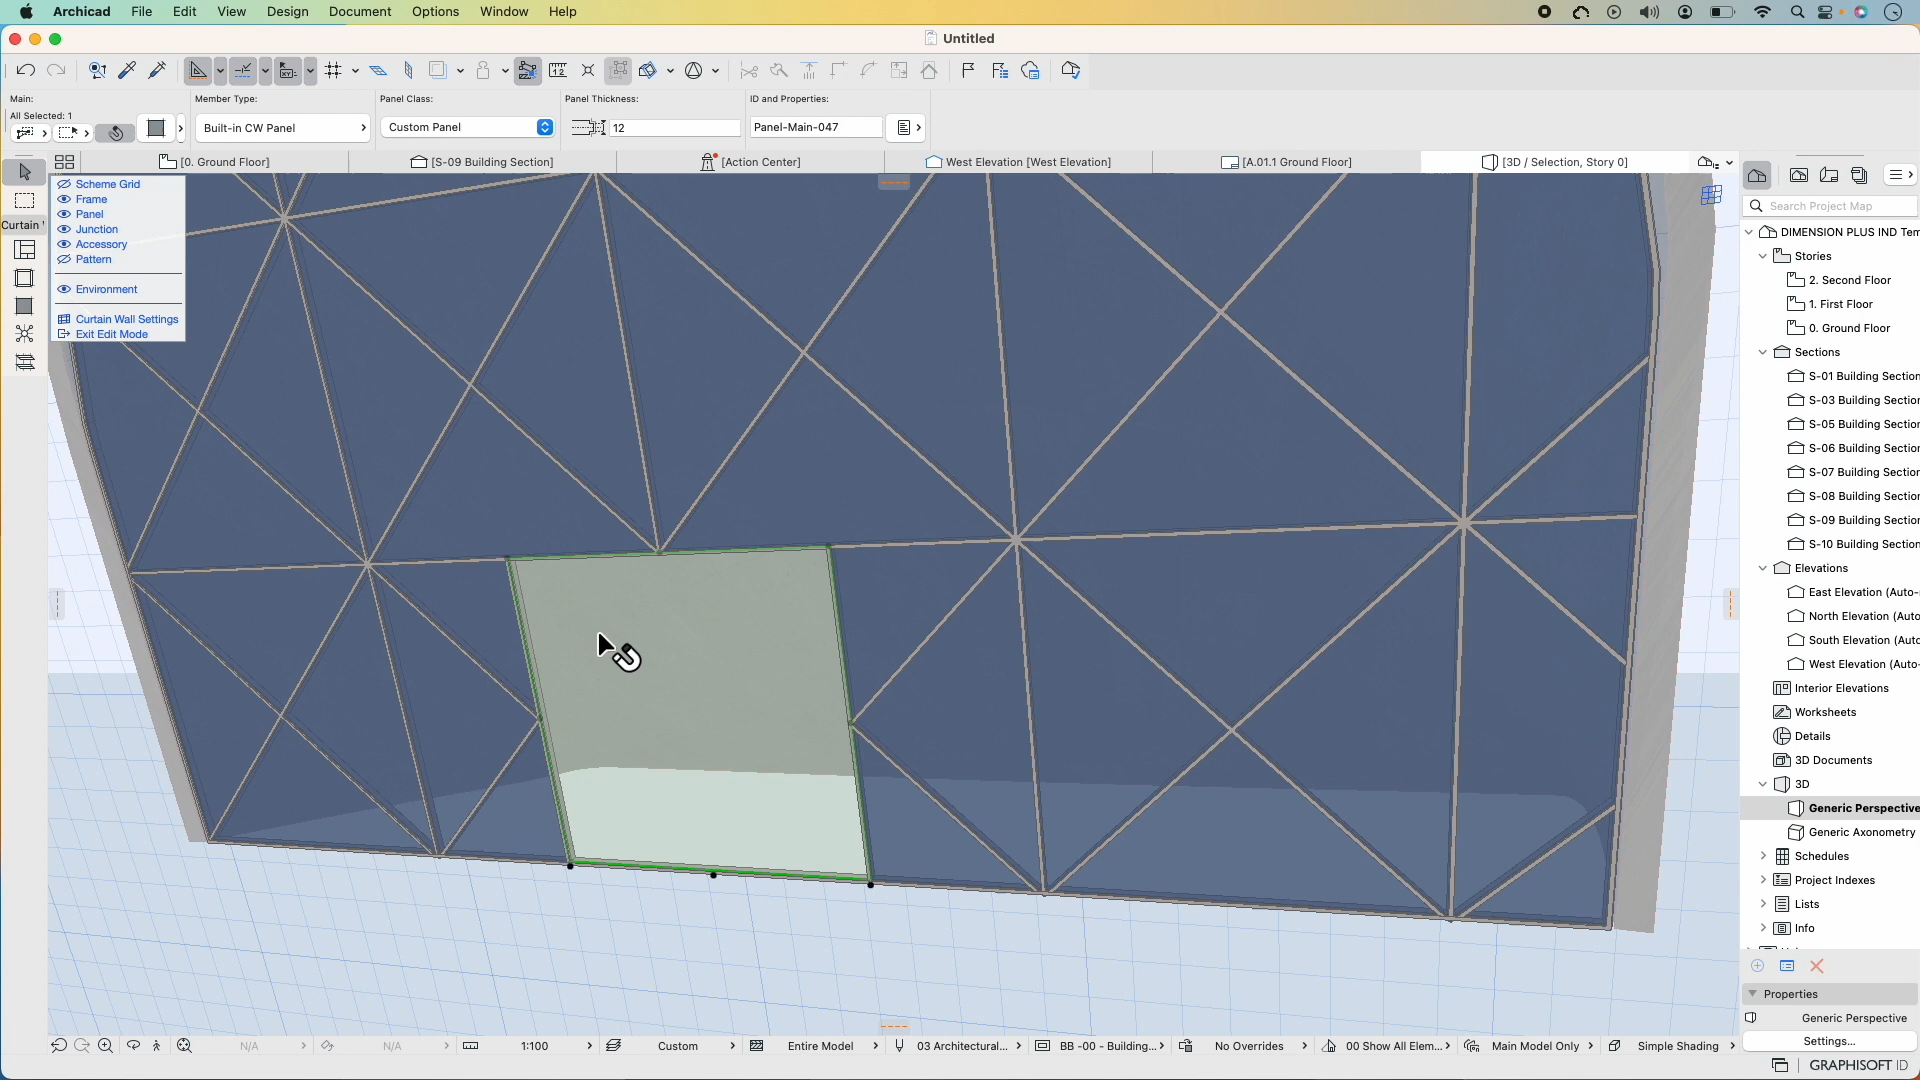 Archicad File Edit View Design Document Options Window Help
Untitled
Main: Member Type: Panel Class: Panel Thickness: ID and Properties:
All Selected: 1
Built-in CW Panel Custom Panel 12 Panel-Main-047
[0. Ground Floor] [S-09 Building Section] [Action Center] West Elevation [West Elevation] [A.01.1 Ground Floor] [3D / Selection, Story 0]
Scheme Grid
Frame
Panel
Junction
Accessory
Pattern
Environment
Curtain Wall Settings
Exit Edit Mode
Curtain
Search Project Map
DIMENSION PLUS IND Tem
Stories
2. Second Floor
1. First Floor
0. Ground Floor
Sections
S-01 Building Section
S-03 Building Section
S-05 Building Section
S-06 Building Section
S-07 Building Section
S-08 Building Section
S-09 Building Section
S-10 Building Section
Elevations
East Elevation (Auto-
North Elevation (Auto
South Elevation (Auto
West Elevation (Auto-
Interior Elevations
Worksheets
Details
3D Documents
3D
Generic Perspective
Generic Axonometry
Schedules
Project Indexes
Lists
Info
Properties
Generic Perspective
Settings...
N/A N/A 1:100 Custom Entire Model 03 Architectural... BB -00 - Building... No Overrides 00 Show All Elem... Main Model Only Simple Shading
GRAPHISOFT ID